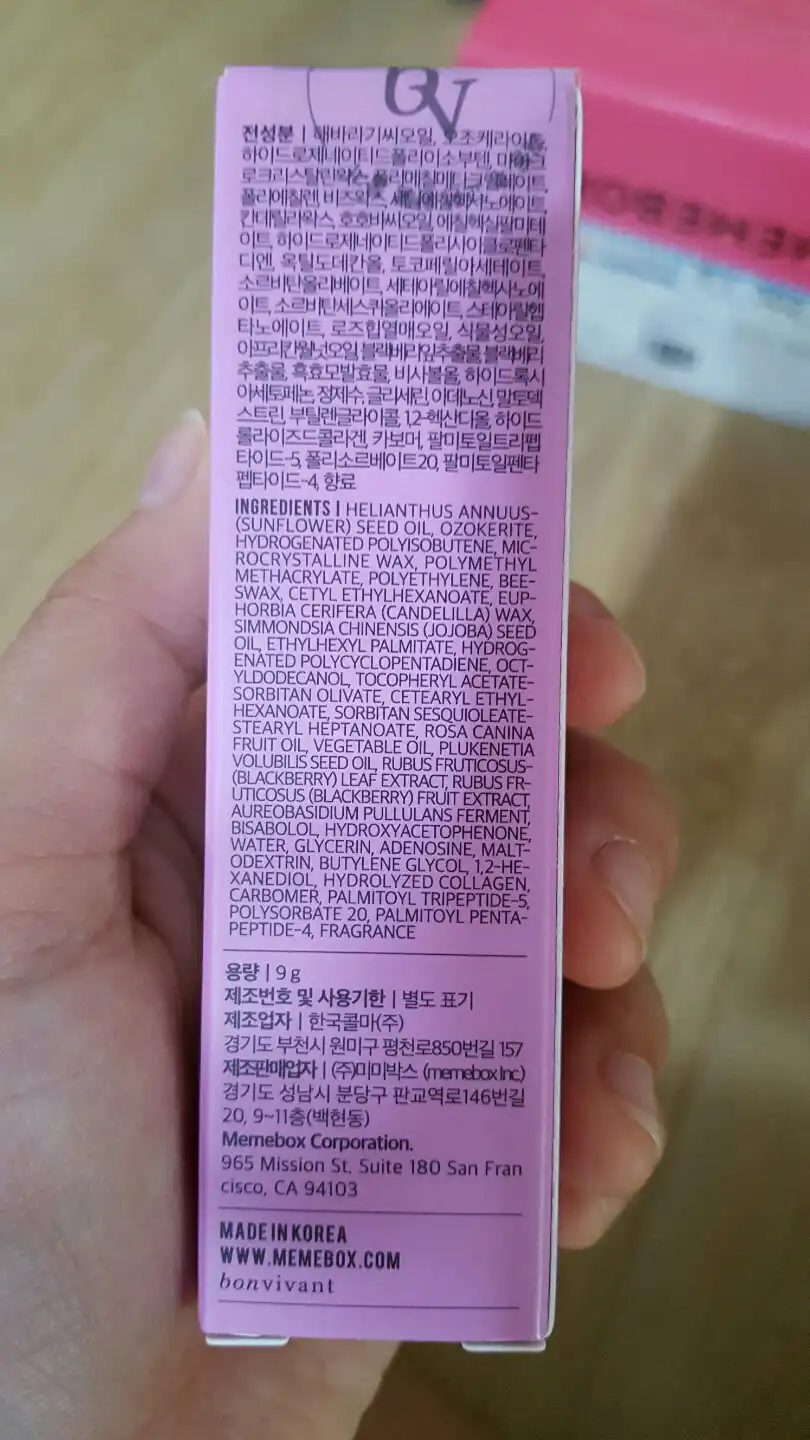 BV
전성분 | 해바라기씨오일, 오조케라이트,
하이드로제네이티드폴리이소부텐, 마이크
로크리스탈린왁스, 폴리메칠메타크릴레이트,
폴리에칠렌, 비즈왁스, 세틸에칠헥사노에이트,
칸데릴라왁스, 호호바씨오일, 에칠헥실팔미테
이트, 하이드로제네이티드폴리사이클로펜타
디엔, 옥틸도데칸올, 토코페릴아세테이트,
소르비탄올리베이트, 세테아릴에칠헥사노에
이트, 소르비탄세스퀴올리에이트, 스테아릴헵
타노에이트, 로즈힙열매오일, 식물성오일,
아프리칸월넛오일,블랙베리잎추출물,블랙베리
추출물, 흑효모발효물, 비사볼올, 하이드록시
아세토페논, 정제수, 글리세린, 아데노신, 말토덱
스트린, 부틸렌글라이콜, 1,2-헥산디올, 하이드
롤라이즈드콜라겐, 카보머, 팔미토일트리펩
타이드-5, 폴리소르베이트20, 팔미토일펜타
펩타이드-4, 향료
INGREDIENTS | HELIANTHUS ANNUUS-
(SUNFLOWER) SEED OIL, OZOKERITE,
HYDROGENATED POLYISOBUTENE, MIC-
ROCRYSTALLINE WAX, POLYMETHYL
METHACRYLATE, POLYETHYLENE, BEE-
SWAX, CETYL ETHYLHEXANOATE, EUP-
HORBIA CERIFERA (CANDELILLA) WAX,
SIMMONDSIA CHINENSIS (JOJOBA) SEED
OIL, ETHYLHEXYL PALMITATE, HYDROG-
ENATED POLYCYCLOPENTADIENE, OCT-
YLDODECANOL, TOCOPHERYL ACETATE-
SORBITAN OLIVATE, CETEARYL ETHYL-
HEXANOATE, SORBITAN SESQUIOLEATE-
STEARYL HEPTANOATE, ROSA CANINA
FRUIT OIL, VEGETABLE OIL, PLUKENETIA
VOLUBILIS SEED OIL, RUBUS FRUTICOSUS-
(BLACKBERRY) LEAF EXTRACT, RUBUS FR-
UTICOSUS (BLACKBERRY) FRUIT EXTRACT,
AUREOBASIDIUM PULLULANS FERMENT,
BISABOLOL, HYDROXYACETOPHENONE,
WATER, GLYCERIN, ADENOSINE, MALT-
ODEXTRIN, BUTYLENE GLYCOL, 1,2-HE-
XANEDIOL, HYDROLYZED COLLAGEN,
CARBOMER, PALMITOYL TRIPEPTIDE-5,
POLYSORBATE 20, PALMITOYL PENTA-
PEPTIDE-4, FRAGRANCE
용량 | 9 g
제조번호 및 사용기한 | 별도 표기
제조업자 | 한국콜마(주)
경기도 부천시 원미구 평천로850번길 157
제조판매업자 | (주)미미박스 (memebox Inc.)
경기도 성남시 분당구 판교역로146번길
20, 9~11층(백현동)
Memebox Corporation.
965 Mission St. Suite 180 San Fran
cisco, CA 94103
MADE IN KOREA
WWW.MEMEBOX.COM
bonvivant